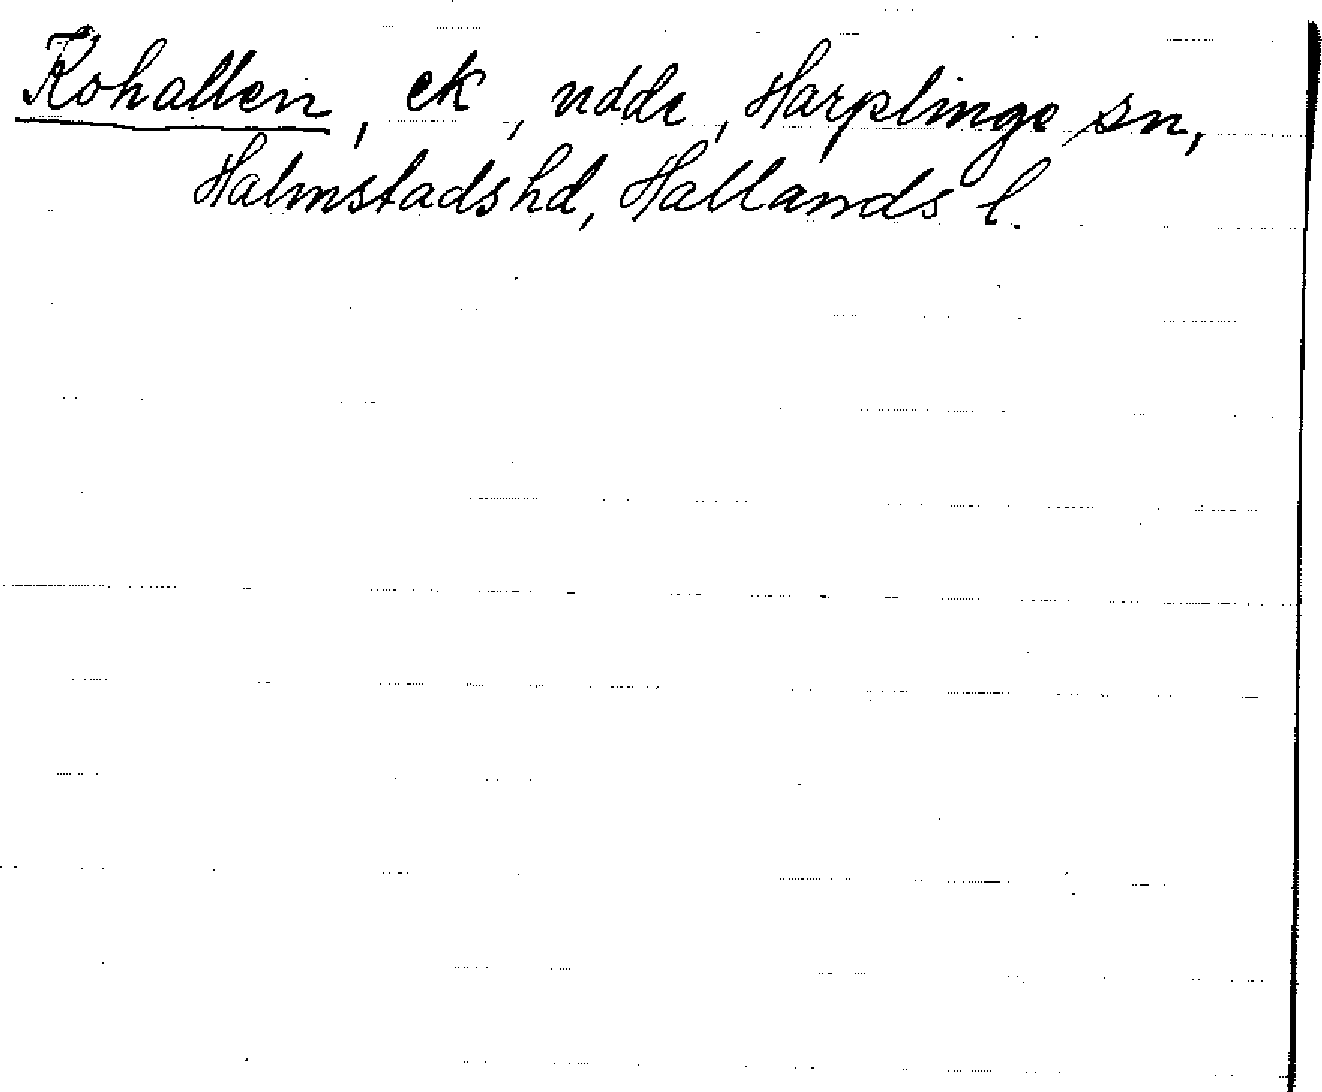 Kohallen, ek, udde, Harplinge sn,
Halmstads hd, Hallands l.